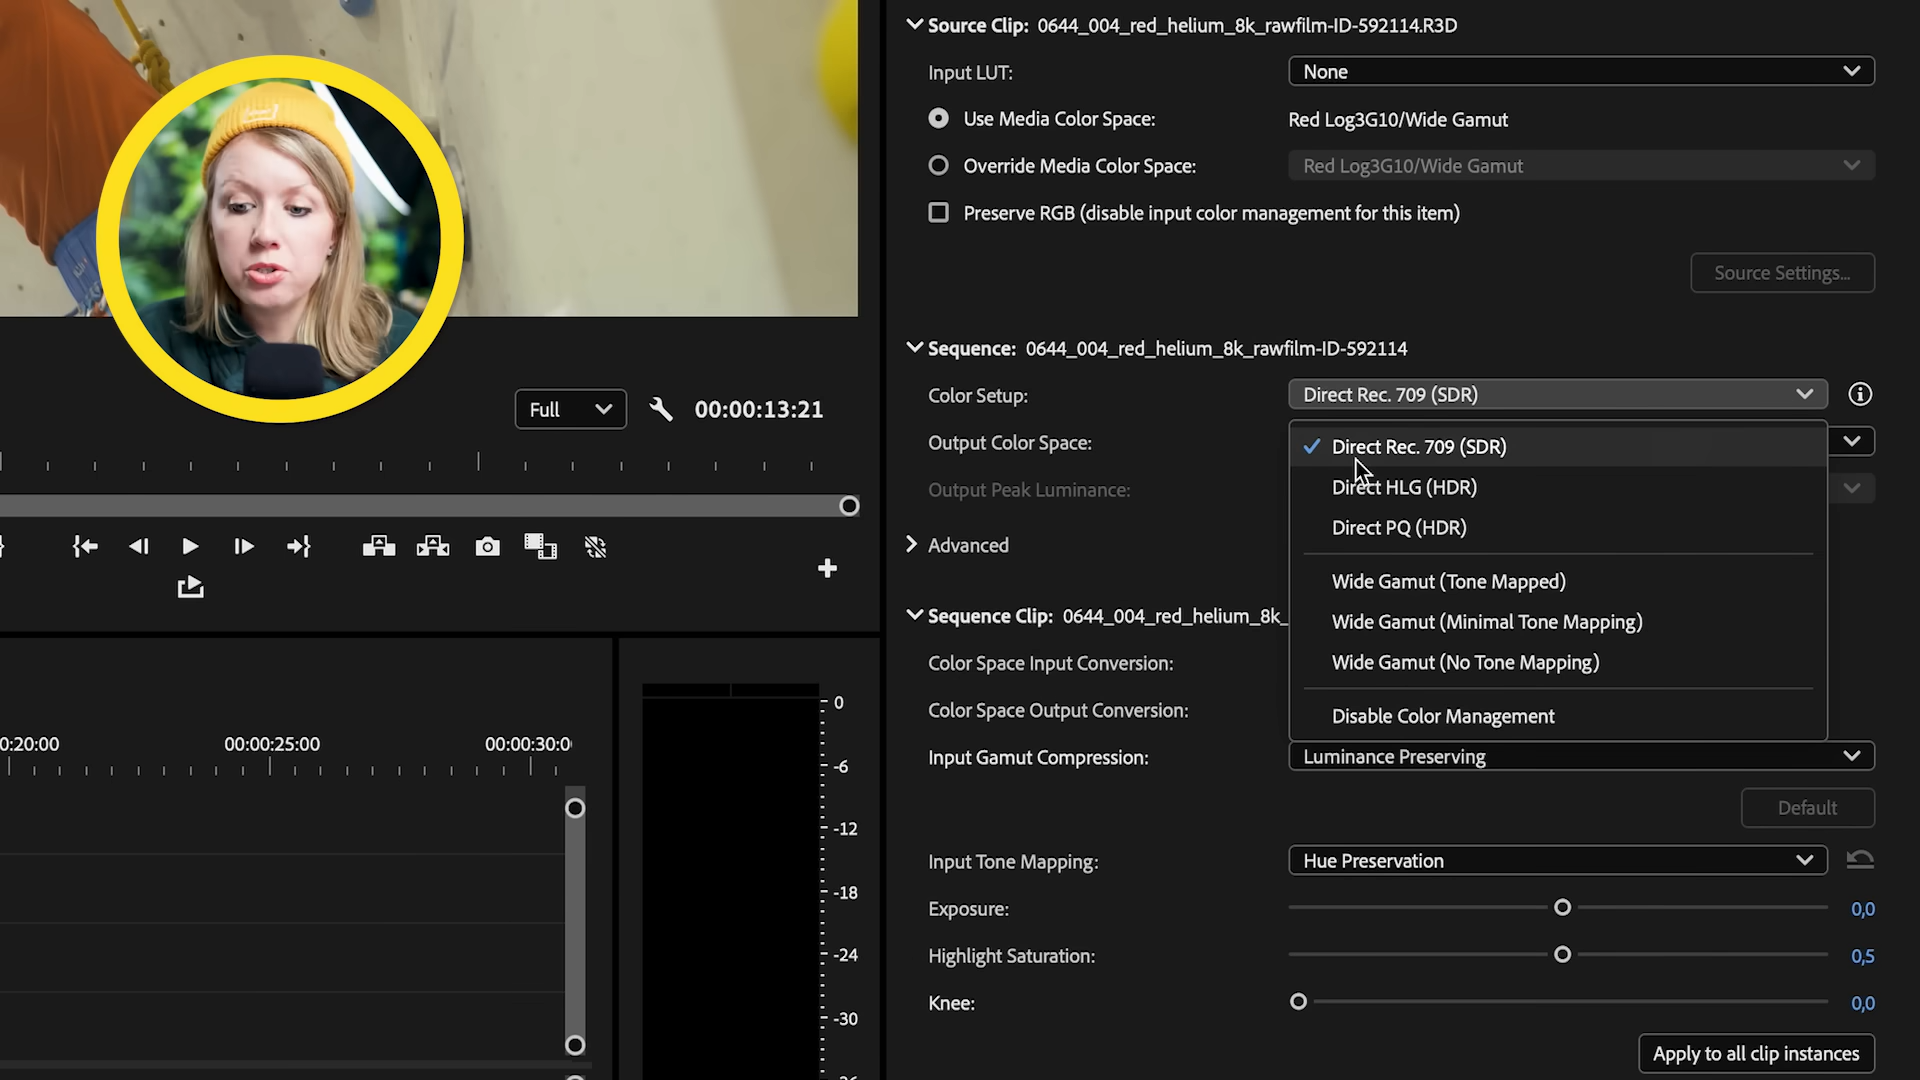 Source Clip: 0644_004_red_helium_8k_rawfilm-ID-592114.R3D
Input LUT: None
Use Media Color Space: Red Log3G10/Wide Gamut
Override Media Color Space: Red Log3G10/Wide Gamut
Preserve RGB (disable input color management for this item)
Source Settings...
Sequence: 0644_004_red_helium_8k_rawfilm-ID-592114
Color Setup: Direct Rec. 709 (SDR)
Output Color Space:
Output Peak Luminance:
Direct Rec. 709 (SDR)
Direct HLG (HDR)
Direct PQ (HDR)
Wide Gamut (Tone Mapped)
Wide Gamut (Minimal Tone Mapping)
Wide Gamut (No Tone Mapping)
Disable Color Management
Advanced
Sequence Clip: 0644_004_red_helium_8k_
Color Space Input Conversion:
Color Space Output Conversion:
Input Gamut Compression: Luminance Preserving
Default
Input Tone Mapping: Hue Preservation
Exposure: 0,0
Highlight Saturation: 0,5
Knee: 0,0
Apply to all clip instances
Full 00:00:13:21
0:20:00 00:00:25:00 00:00:30:0
0
-6
-12
-18
-24
-30